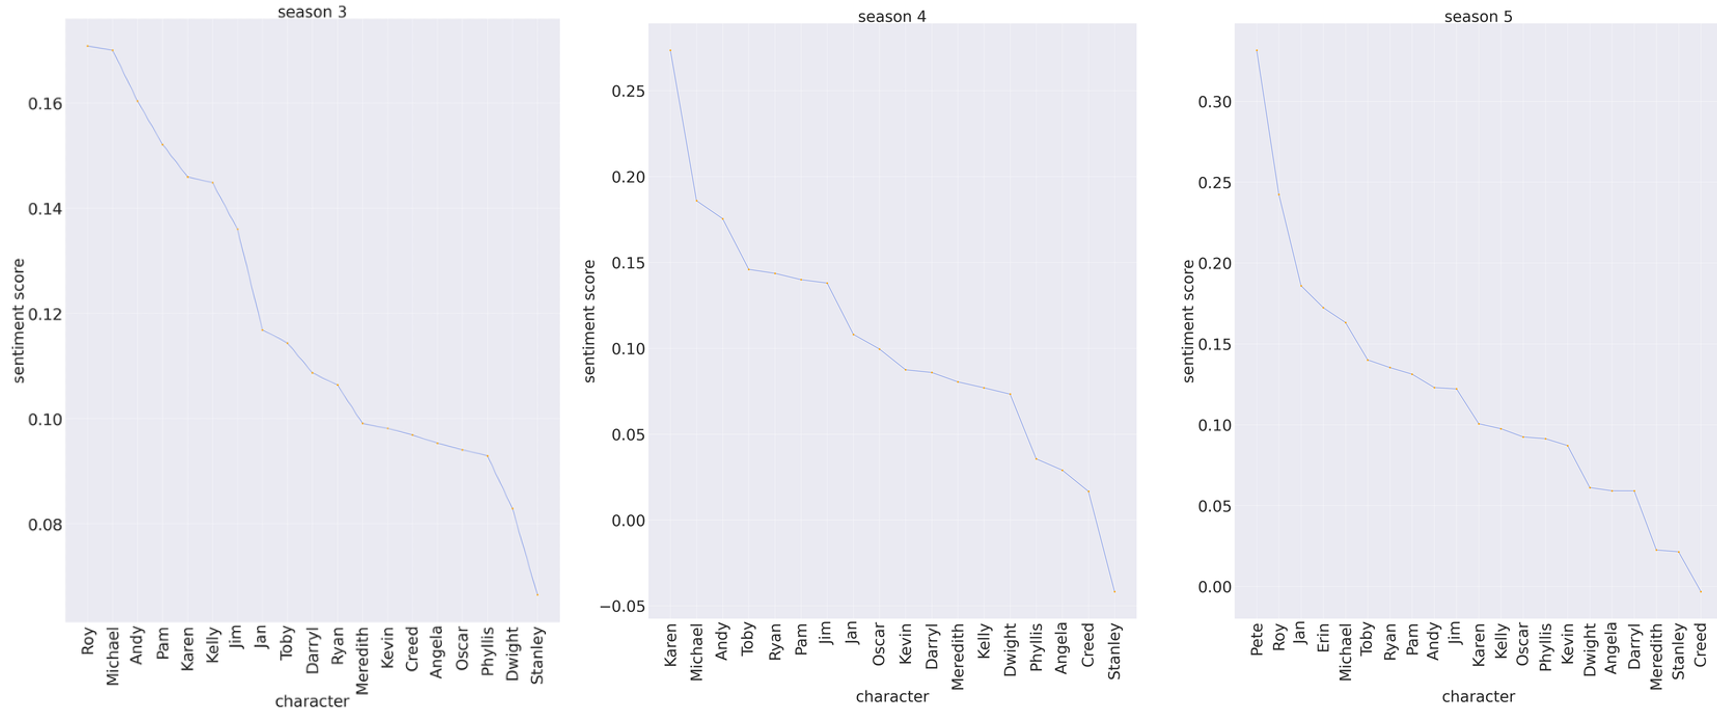 season 3
sentiment score
0.16
0.14
0.12
0.10
0.08
Roy
Michael
Andy
Pam
Karen
Kelly
Jim
Jan
Toby
Darryl
Ryan
Meredith
Kevin
Creed
Angela
Oscar
Phyllis
Dwight
Stanley
character
season 4
sentiment score
0.25
0.20
0.15
0.10
0.05
0.00
−0.05
Karen
Michael
Andy
Toby
Ryan
Pam
Jim
Jan
Oscar
Kevin
Darryl
Meredith
Kelly
Dwight
Phyllis
Angela
Creed
Stanley
character
season 5
sentiment score
0.30
0.25
0.20
0.15
0.10
0.05
0.00
Pete
Roy
Jan
Erin
Michael
Toby
Ryan
Pam
Andy
Jim
Karen
Kelly
Oscar
Phyllis
Kevin
Dwight
Angela
Darryl
Meredith
Stanley
Creed
character